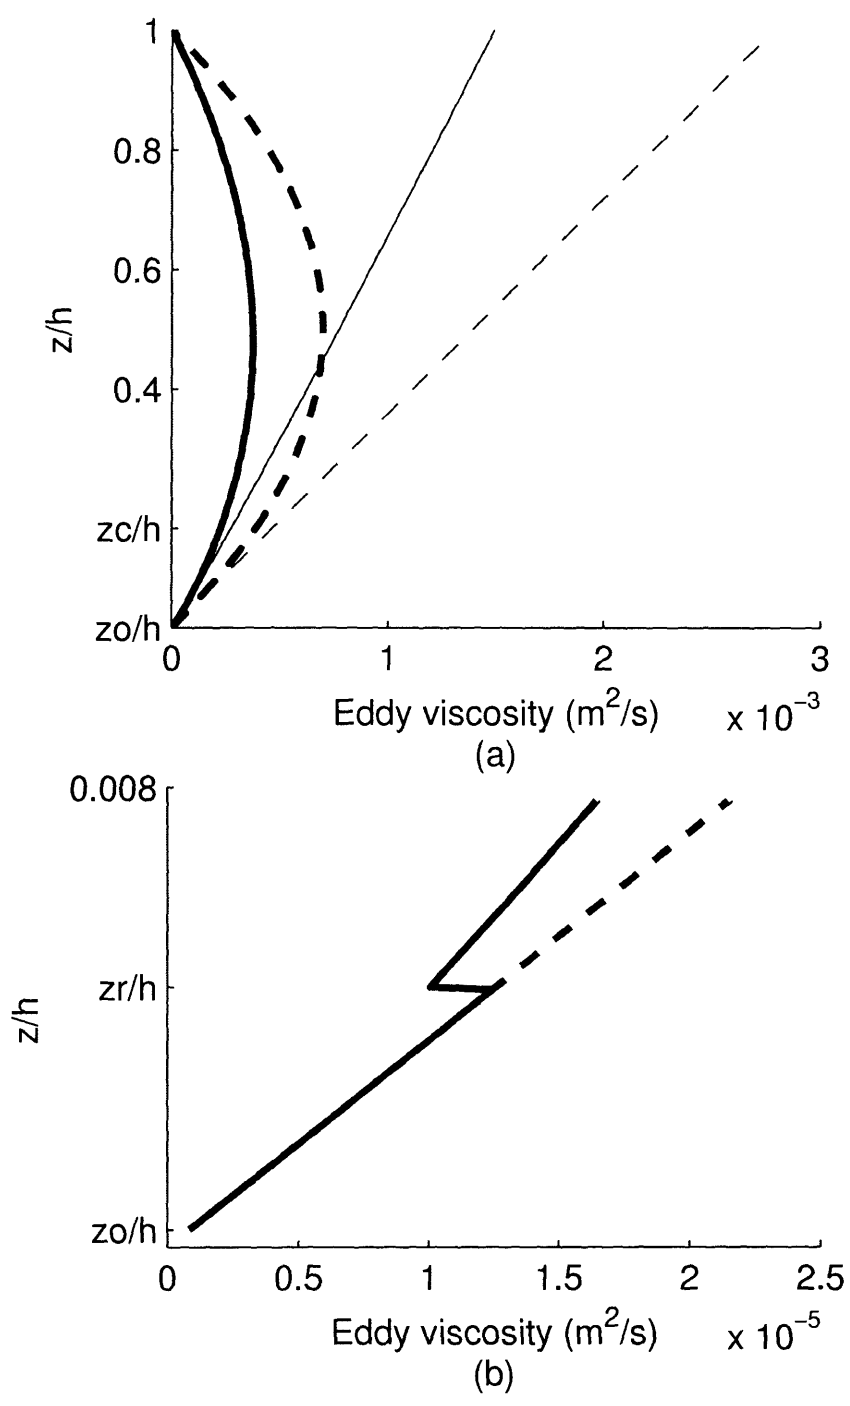 1
0.8
0.6
0.4
zc/h
zo/h
z/h
0 1 2 3
Eddy viscosity (m²/s) x 10⁻³
(a)
0.008
zr/h
zo/h
z/h
0 0.5 1 1.5 2 2.5
Eddy viscosity (m²/s) x 10⁻⁵
(b)